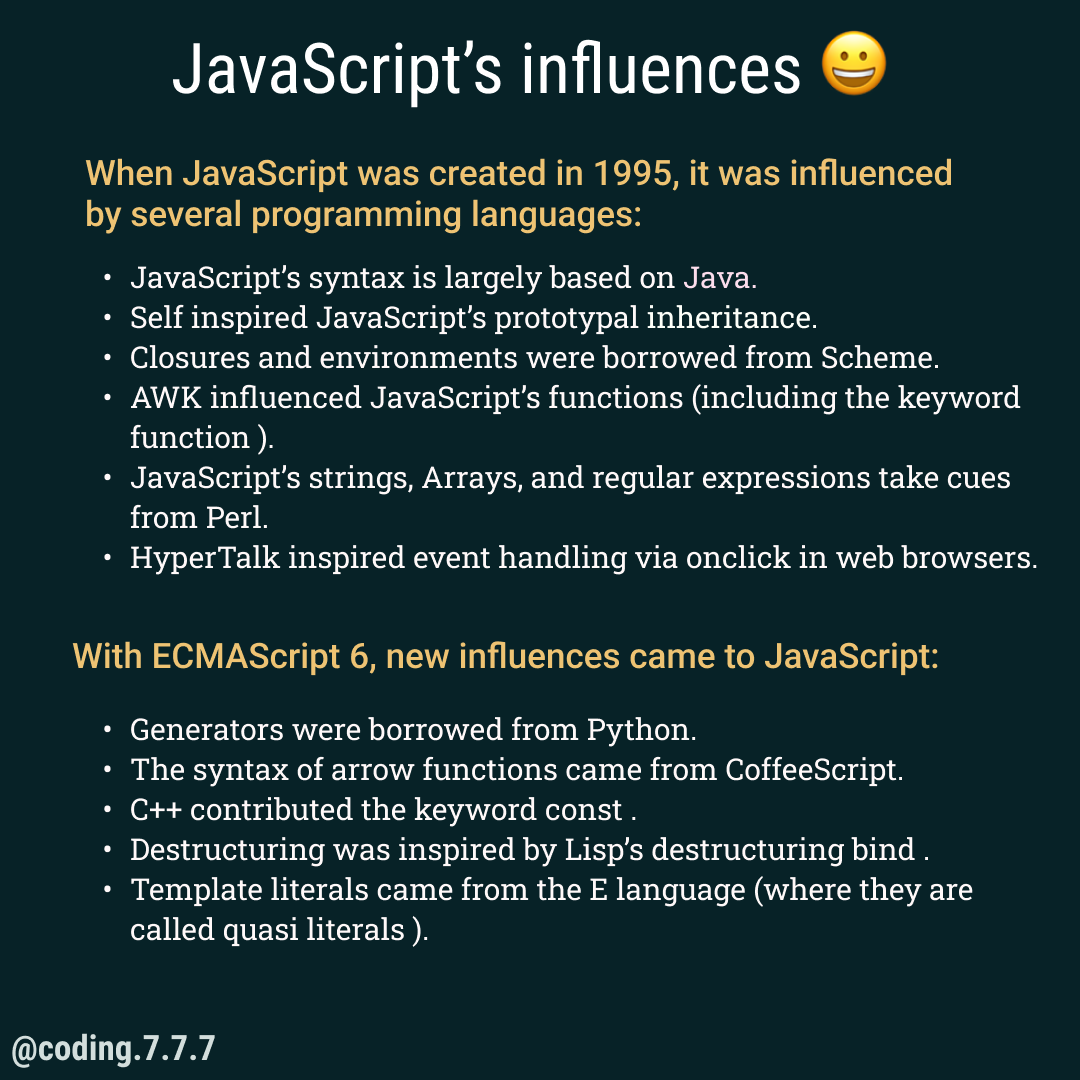 JavaScript’s influences 😀
When JavaScript was created in 1995, it was influenced
by several programming languages:
• JavaScript’s syntax is largely based on Java.
• Self inspired JavaScript’s prototypal inheritance.
• Closures and environments were borrowed from Scheme.
• AWK influenced JavaScript’s functions (including the keyword
function ).
• JavaScript’s strings, Arrays, and regular expressions take cues
from Perl.
• HyperTalk inspired event handling via onclick in web browsers.
With ECMAScript 6, new influences came to JavaScript:
• Generators were borrowed from Python.
• The syntax of arrow functions came from CoffeeScript.
• C++ contributed the keyword const .
• Destructuring was inspired by Lisp’s destructuring bind .
• Template literals came from the E language (where they are
called quasi literals ).
@coding.7.7.7